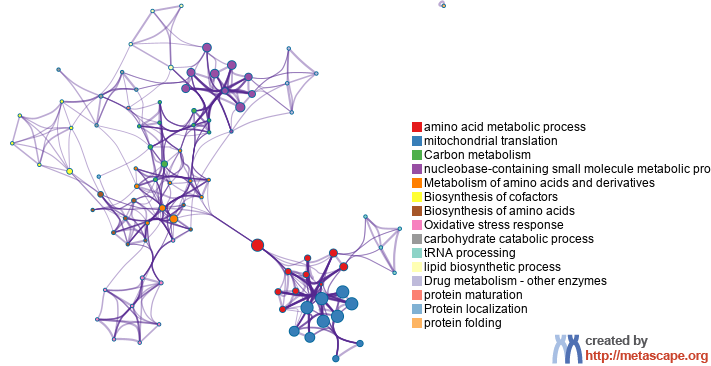 amino acid metabolic process
mitochondrial translation
Carbon metabolism
nucleobase-containing small molecule metabolic pro
Metabolism of amino acids and derivatives
Biosynthesis of cofactors
Biosynthesis of amino acids
Oxidative stress response
carbohydrate catabolic process
tRNA processing
lipid biosynthetic process
Drug metabolism - other enzymes
protein maturation
Protein localization
protein folding
created by
http://metascape.org